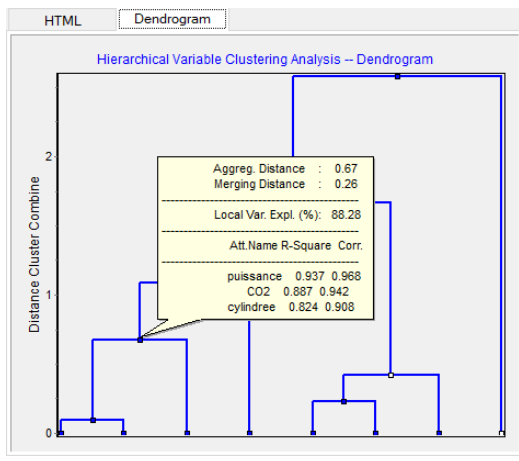 HTML
Dendrogram
Hierarchical Variable Clustering Analysis -- Dendrogram
Distance Cluster Combine
2
1
0
Aggreg. Distance : 0.67
Merging Distance : 0.26
Local Var. Expl. (%): 88.28
Att.Name R-Square Corr.
puissance 0.937 0.968
CO2 0.887 0.942
cylindree 0.824 0.908